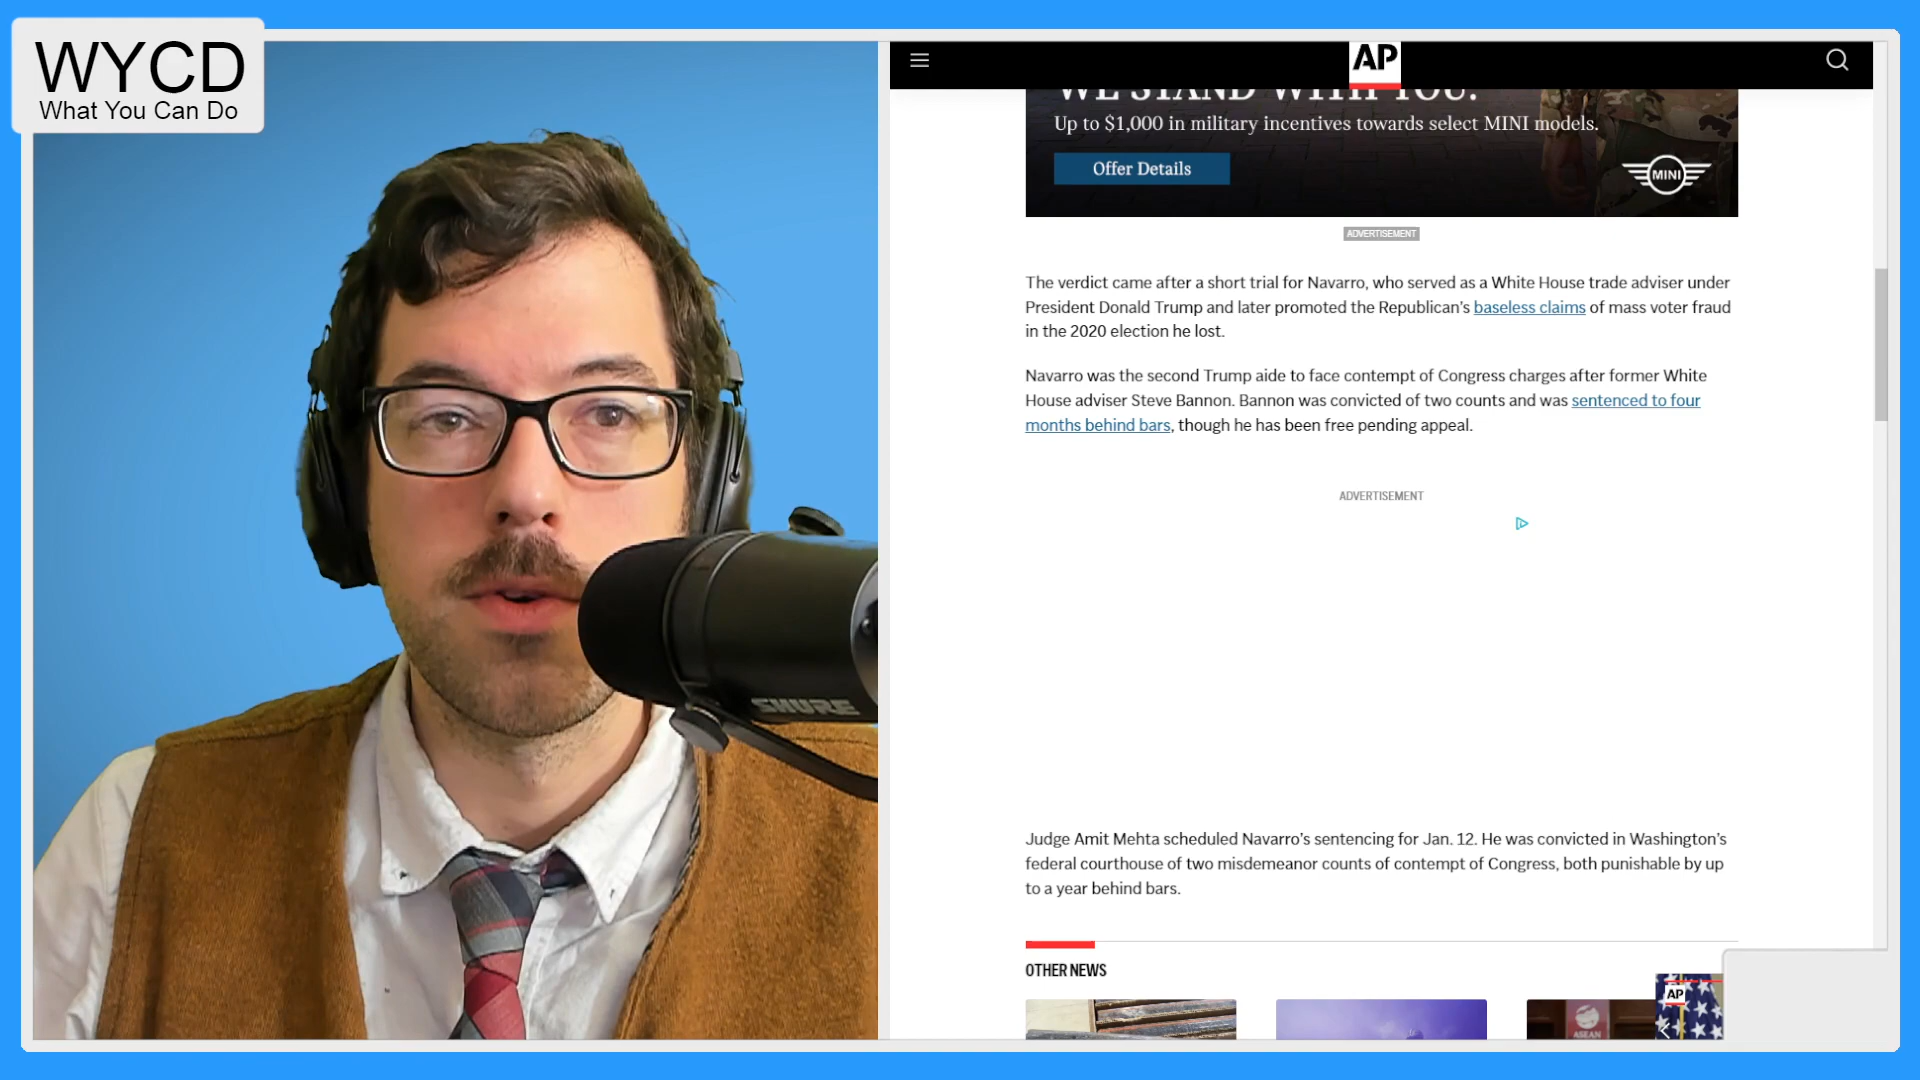 WYCD
What You Can Do
AP
WE STAND WITH YOU.
Up to $1,000 in military incentives towards select MINI models.
Offer Details
MINI
ADVERTISEMENT
The verdict came after a short trial for Navarro, who served as a White House trade adviser under
President Donald Trump and later promoted the Republican’s baseless claims of mass voter fraud
in the 2020 election he lost.
Navarro was the second Trump aide to face contempt of Congress charges after former White
House adviser Steve Bannon. Bannon was convicted of two counts and was sentenced to four
months behind bars, though he has been free pending appeal.
ADVERTISEMENT
SHURE
Judge Amit Mehta scheduled Navarro’s sentencing for Jan. 12. He was convicted in Washington’s
federal courthouse of two misdemeanor counts of contempt of Congress, both punishable by up
to a year behind bars.
OTHER NEWS
AP
ASEAN